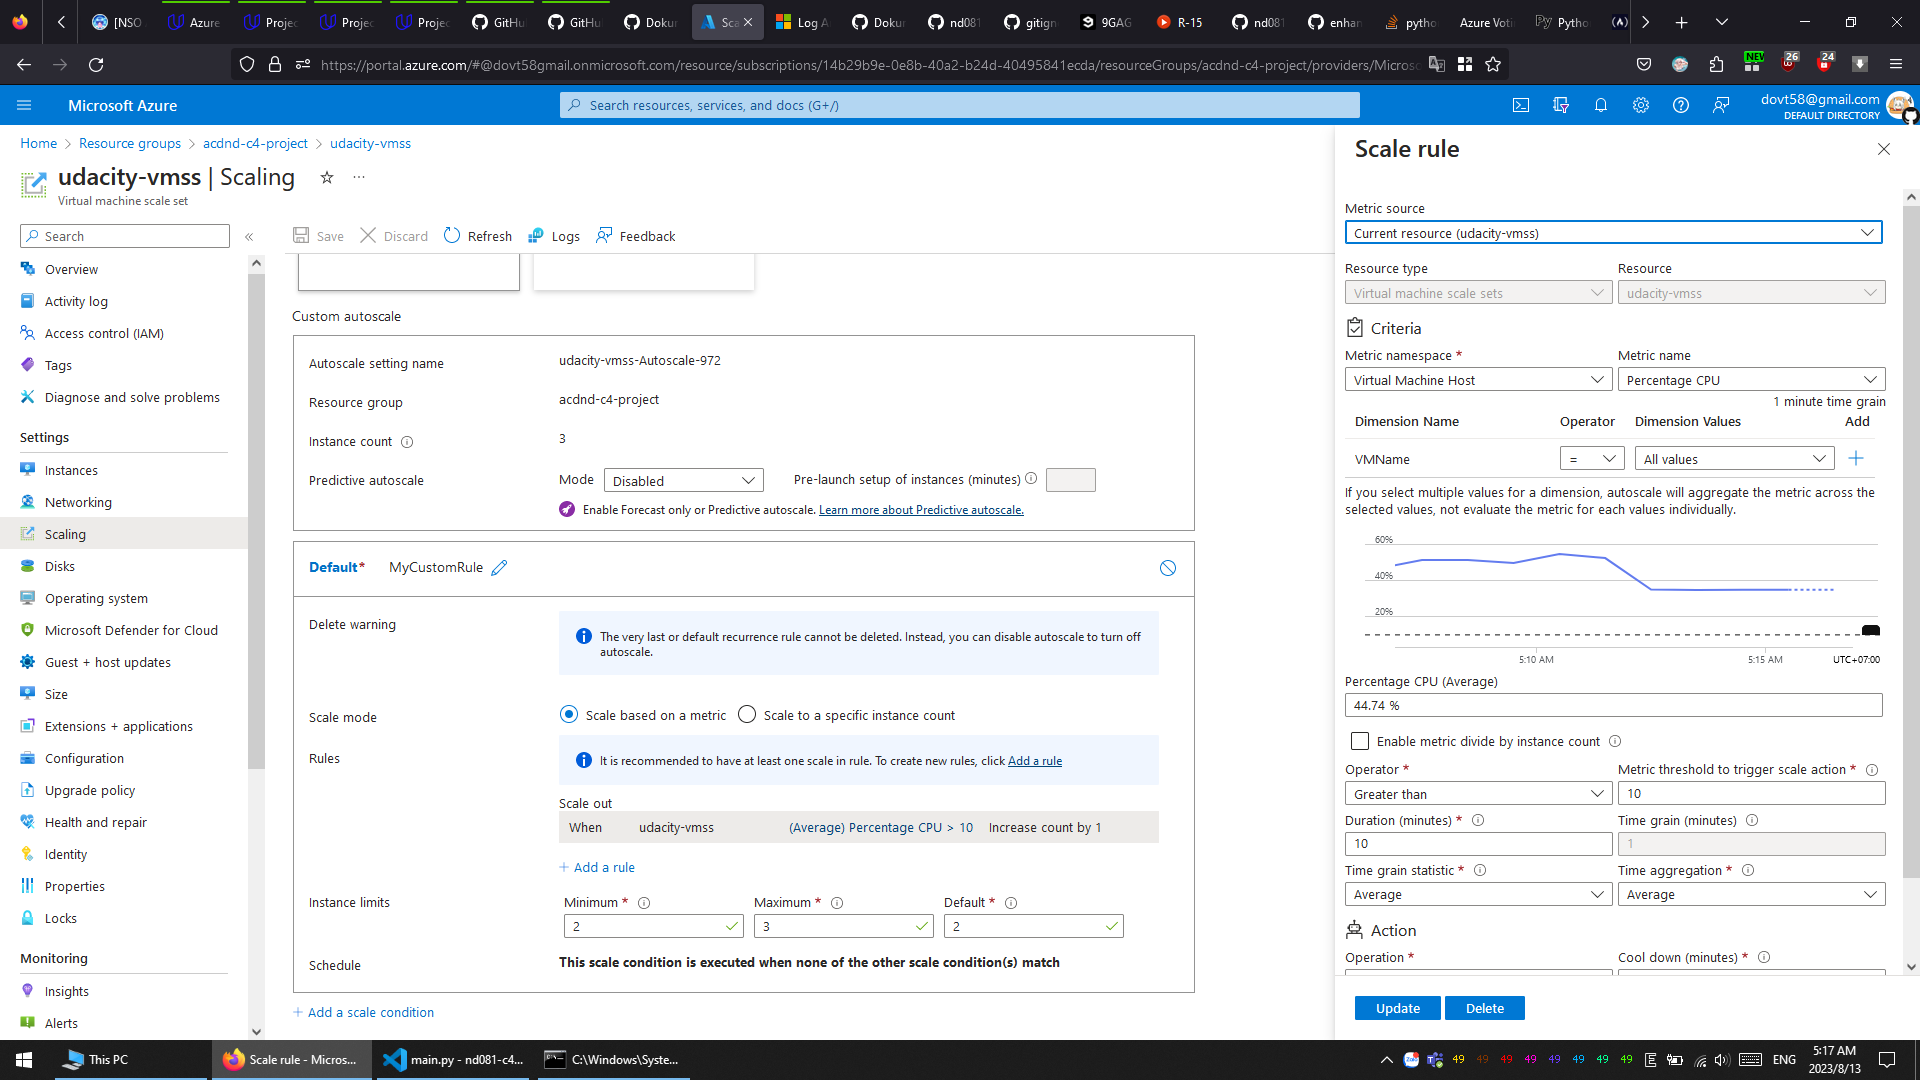 [NSO
Azure
Projec
Projec
Projec
GitHu
GitHu
Dokur
Sca
Log A
Dokun
nd081
gitign
9GAG
R-15
nd081
enhan
pytho
Azure Voti
Pytho
https://portal.azure.com/#@dovt58gmail.onmicrosoft.com/resource/subscriptions/14b29b9e-0e8b-40a2-b24d-40495841ecda/resourceGroups/acdnd-c4-project/providers/Micros
NEW
26
24
Microsoft Azure
Search resources, services, and docs (G+/)
dovt58@gmail.com
DEFAULT DIRECTORY
Home > Resource groups > acdnd-c4-project > udacity-vmss
udacity-vmss | Scaling
Virtual machine scale set
Search
Overview
Activity log
Access control (IAM)
Tags
Diagnose and solve problems
Settings
Instances
Networking
Scaling
Disks
Operating system
Microsoft Defender for Cloud
Guest + host updates
Size
Extensions + applications
Configuration
Upgrade policy
Health and repair
Identity
Properties
Locks
Monitoring
Insights
Alerts
Save
Discard
Refresh
Logs
Feedback
Custom autoscale
Autoscale setting name
udacity-vmss-Autoscale-972
Resource group
acdnd-c4-project
Instance count
3
Predictive autoscale
Mode
Disabled
Pre-launch setup of instances (minutes)
Enable Forecast only or Predictive autoscale. Learn more about Predictive autoscale.
Default*
MyCustomRule
Delete warning
The very last or default recurrence rule cannot be deleted. Instead, you can disable autoscale to turn off
autoscale.
Scale mode
Scale based on a metric
Scale to a specific instance count
Rules
It is recommended to have at least one scale in rule. To create new rules, click Add a rule
Scale out
When
udacity-vmss
(Average) Percentage CPU > 10
Increase count by 1
+ Add a rule
Instance limits
Minimum *
Maximum *
Default *
2
3
2
Schedule
This scale condition is executed when none of the other scale condition(s) match
+ Add a scale condition
Scale rule
Metric source
Current resource (udacity-vmss)
Resource type
Resource
Virtual machine scale sets
udacity-vmss
Criteria
Metric namespace *
Metric name
Virtual Machine Host
Percentage CPU
1 minute time grain
Dimension Name
Operator
Dimension Values
Add
VMName
=
All values
If you select multiple values for a dimension, autoscale will aggregate the metric across the
selected values, not evaluate the metric for each values individually.
60%
40%
20%
5:10 AM
5:15 AM
UTC+07:00
Percentage CPU (Average)
44.74 %
Enable metric divide by instance count
Operator *
Metric threshold to trigger scale action *
Greater than
10
Duration (minutes) *
Time grain (minutes)
10
1
Time grain statistic *
Time aggregation *
Average
Average
Action
Operation *
Cool down (minutes) *
Update
Delete
This PC
Scale rule - Micros...
main.py - nd081-c4...
C:\Windows\Syste...
Zalo
49
49
49
49
49
49
49
49
ENG
5:17 AM
2023/8/13